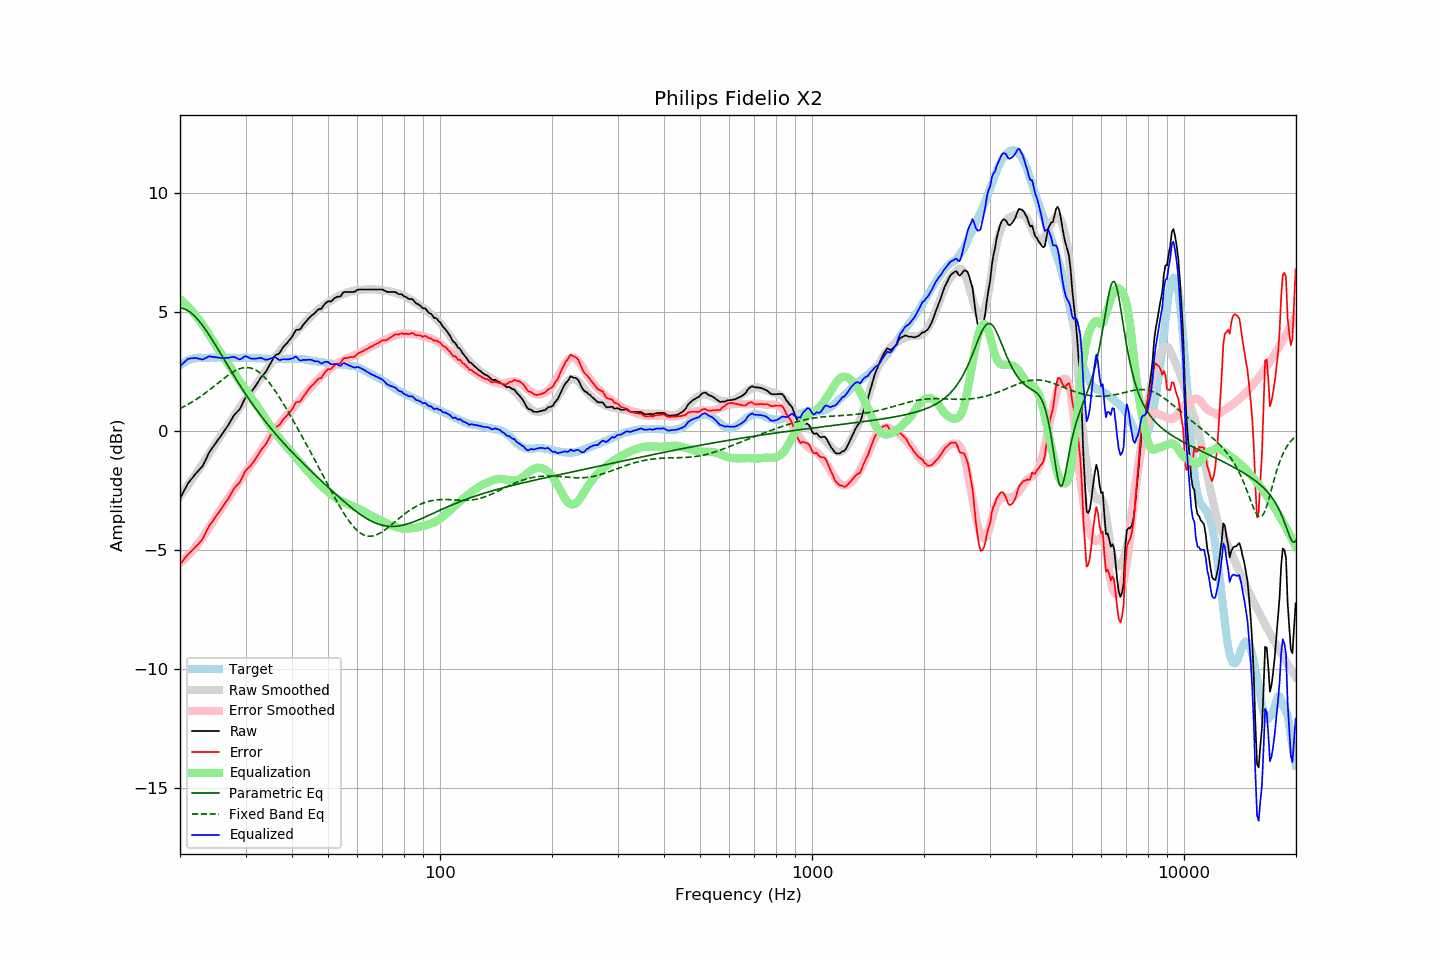 Philips Fidelio X2
Amplitude (dBr)
10
5
0
−5
−10
−15
Target
Raw Smoothed
Error Smoothed
Raw
Error
Equalization
Parametric Eq
Fixed Band Eq
Equalized
100
1000
10000
Frequency (Hz)